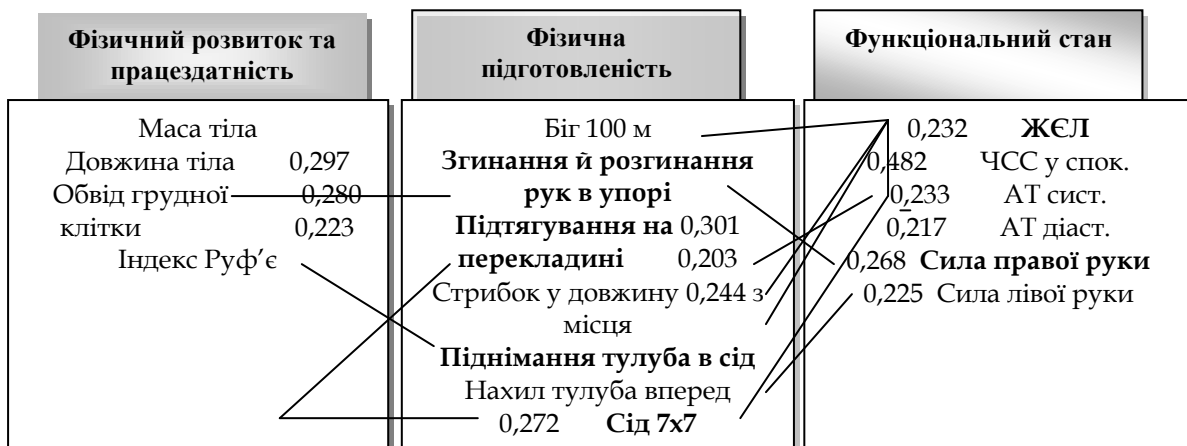 Фізичний розвиток та
працездатність
Фізична
підготовленість
Функціональний стан
Маса тіла
Довжина тіла 0,297
Обвід грудної 0,280
клітки 0,223
Індекс Руф’є
Біг 100 м
Згинання й розгинання
рук в упорі
Підтягування на 0,301
перекладині 0,203
Стрибок у довжину 0,244 з
місця
Піднімання тулуба в сід
Нахил тулуба вперед
0,272 Сід 7х7
0,232 ЖЄЛ
0,482 ЧСС у спок.
0,233 АТ сист.
0,217 АТ діаст.
0,268 Сила правої руки
0,225 Сила лівої руки